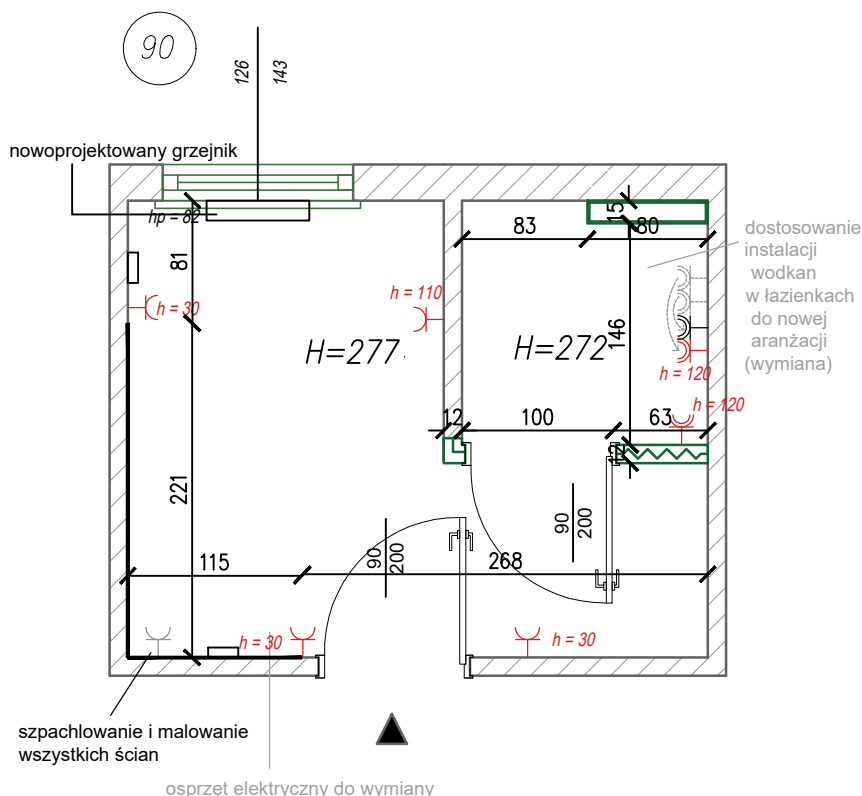 90
126
143
nowoprojektowany grzejnik
hp = 82
15
83
80
dostosowanie
instalacji
wodkan
w łazienkach
do nowej
aranżacji
(wymiana)
81
h = 30
h = 110
H=277
H=272
146
h = 120
h = 120
12
100
63
12
221
90
200
90
200
115
268
h = 30
h = 30
szpachlowanie i malowanie
wszystkich ścian
osprzęt elektryczny do wymiany